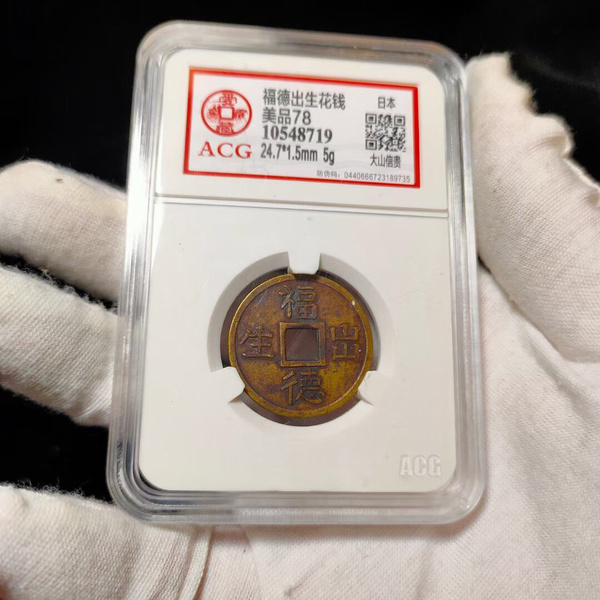 福德出生花钱
日本
美品78
10548719
ACG
24.7*1.5mm 5g
大山信贵
防伪码：0440666723189735
福
生 出
德
ACG